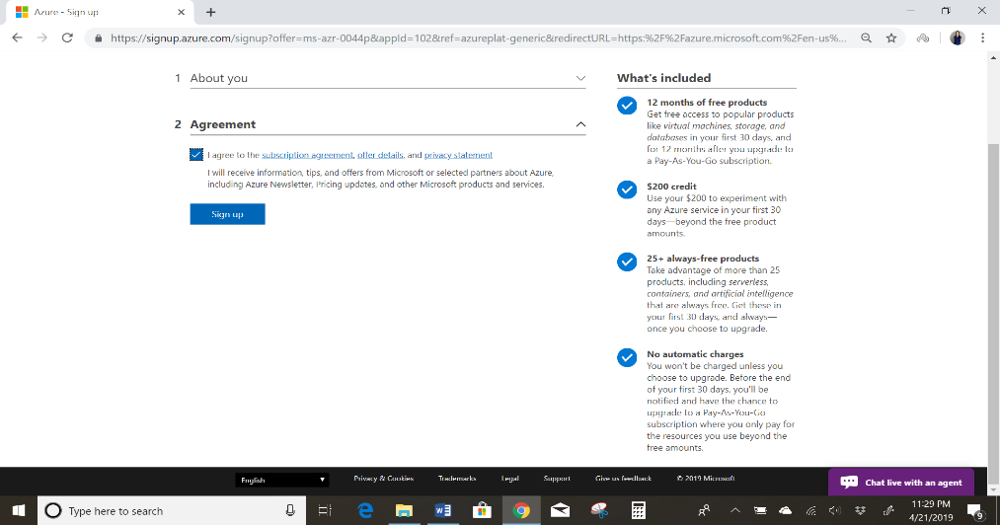 Azure - Sign up
https://signup.azure.com/signup?offer=ms-azr-0044p&appId=102&ref=azureplat-generic&redirectURL=https:%2F%2Fazure.microsoft.com%2Fen-us%...
1 About you
2 Agreement
I agree to the subscription agreement, offer details, and privacy statement
I will receive information, tips, and offers from Microsoft or selected partners about Azure,
including Azure Newsletter, Pricing updates, and other Microsoft products and services.
Sign up
What's included
12 months of free products
Get free access to popular products
like virtual machines, storage, and
databases in your first 30 days, and
for 12 months after you upgrade to
a Pay-As-You-Go subscription.
$200 credit
Use your $200 to experiment with
any Azure service in your first 30
days—beyond the free product
amounts.
25+ always-free products
Take advantage of more than 25
products, including serverless,
containers, and artificial intelligence
that are always free. Get these in
your first 30 days, and always—
once you choose to upgrade.
No automatic charges
You won't be charged unless you
choose to upgrade. Before the end
of your first 30 days, you'll be
notified and have the chance to
upgrade to a Pay-As-You-Go
subscription where you only pay for
the resources you use beyond the
free amounts.
English
Privacy & Cookies
Trademarks
Legal
Support
Give us feedback
© 2019 Microsoft
Chat live with an agent
Type here to search
11:29 PM
4/21/2019
9